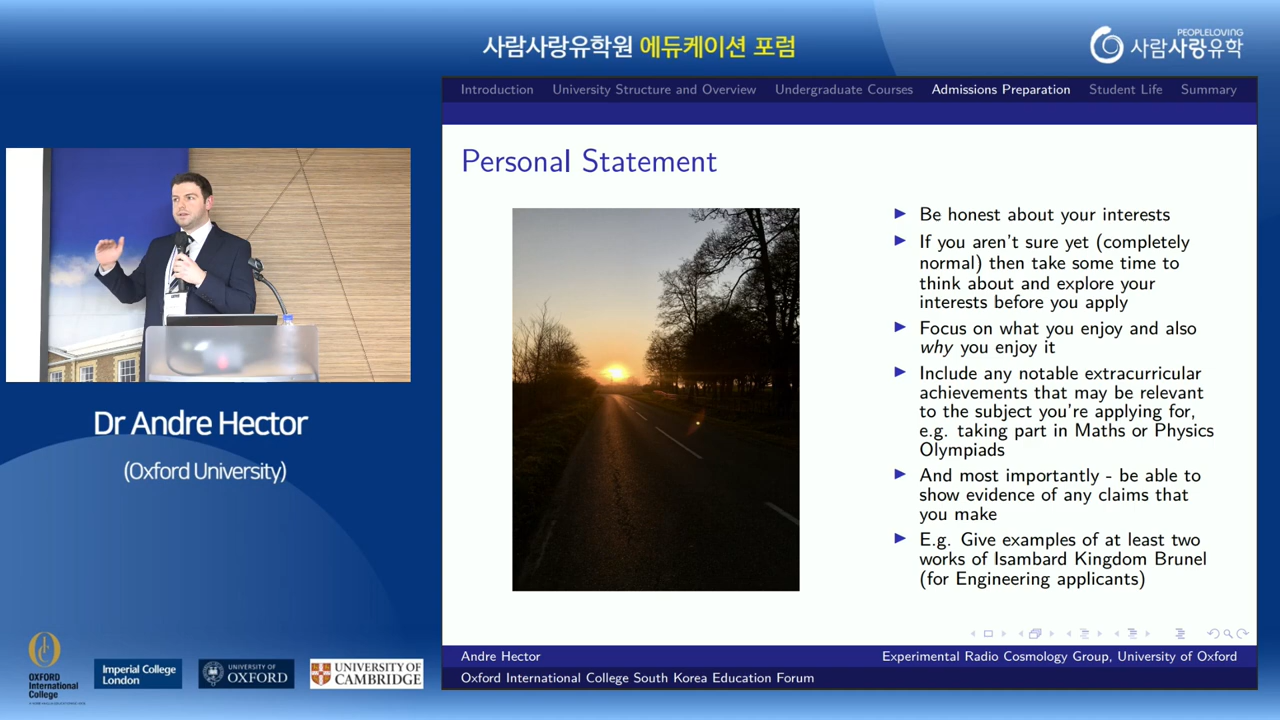 사람사랑유학원 에듀케이션 포럼
PEOPLELOVING
사람사랑유학
Introduction University Structure and Overview Undergraduate Courses Admissions Preparation Student Life Summary
Personal Statement
Be honest about your interests
If you aren't sure yet (completely
normal) then take some time to
think about and explore your
interests before you apply
Focus on what you enjoy and also
why you enjoy it
Include any notable extracurricular
achievements that may be relevant
to the subject you're applying for,
e.g. taking part in Maths or Physics
Olympiads
And most importantly - be able to
show evidence of any claims that
you make
E.g. Give examples of at least two
works of Isambard Kingdom Brunel
(for Engineering applicants)
Andre Hector
Experimental Radio Cosmology Group, University of Oxford
Oxford International College South Korea Education Forum
Dr Andre Hector
(Oxford University)
OXFORD
International
College
Imperial College
London
UNIVERSITY OF
OXFORD
UNIVERSITY OF
CAMBRIDGE